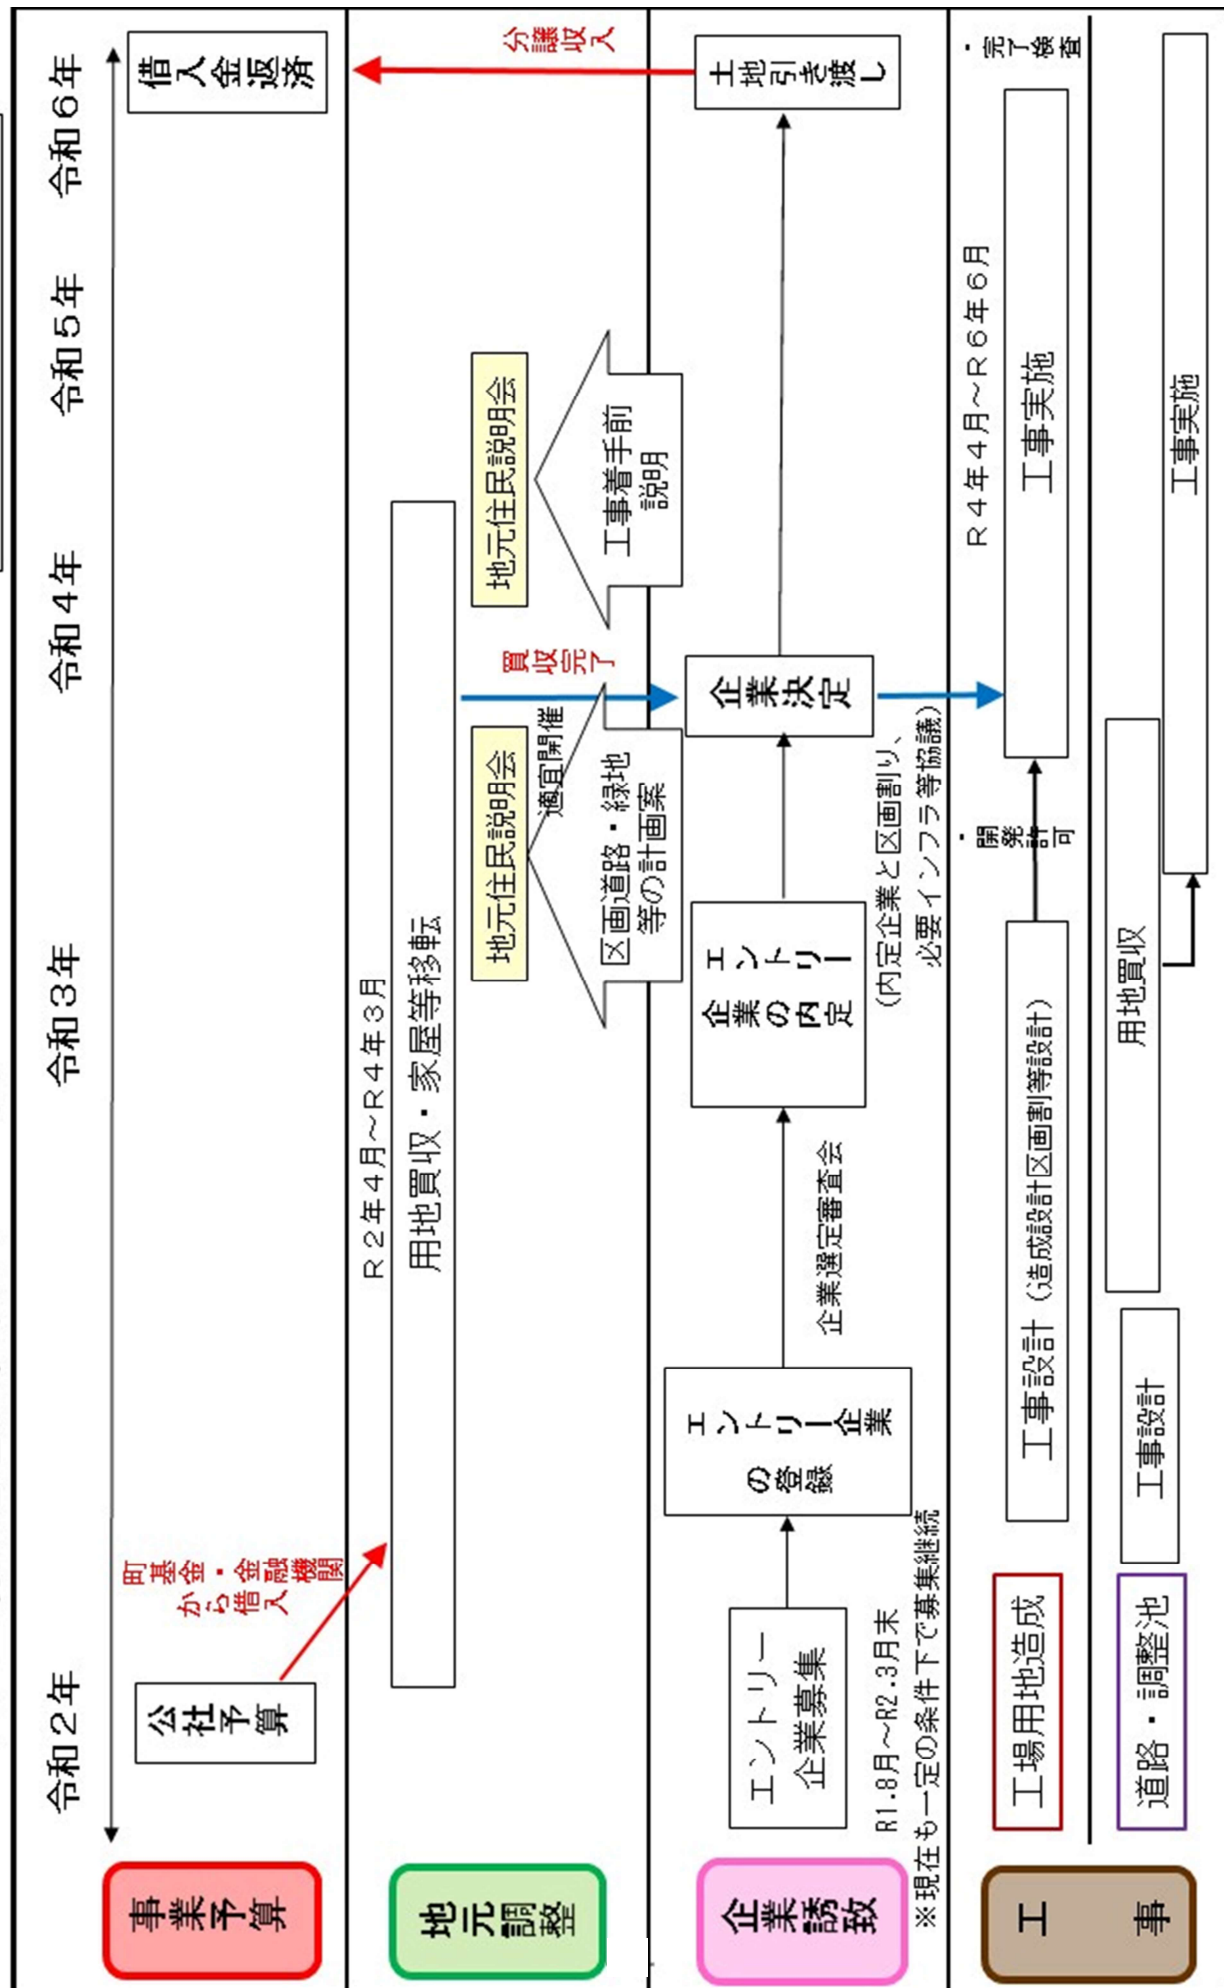 令和2年
令和3年
令和4年
令和5年
令和6年
事業予算
公社予算
町基金・金融機関
から借入
借入金返済
地元調整
R2年4月～R4年3月
用地買収・家屋等移転
地元住民説明会
適宜開催
区画道路・緑地
等の計画案
買収完了
地元住民説明会
工事着手前
説明
分譲収入
企業誘致
エントリー
企業募集
R1.8月～R2.3月末
※現在も一定の条件下で募集継続
エントリー企業
の登録
企業選定審査会
エントリー
企業の内定
(内定企業と区画割り、
必要インフラ等協議)
企業決定
土地引き渡し
工事
工場用地造成
工事設計（造成設計区画割等設計）
・開発許可
R4年4月～R6年6月
工事実施
・完了検査
道路・調整池
工事設計
用地買収
工事実施